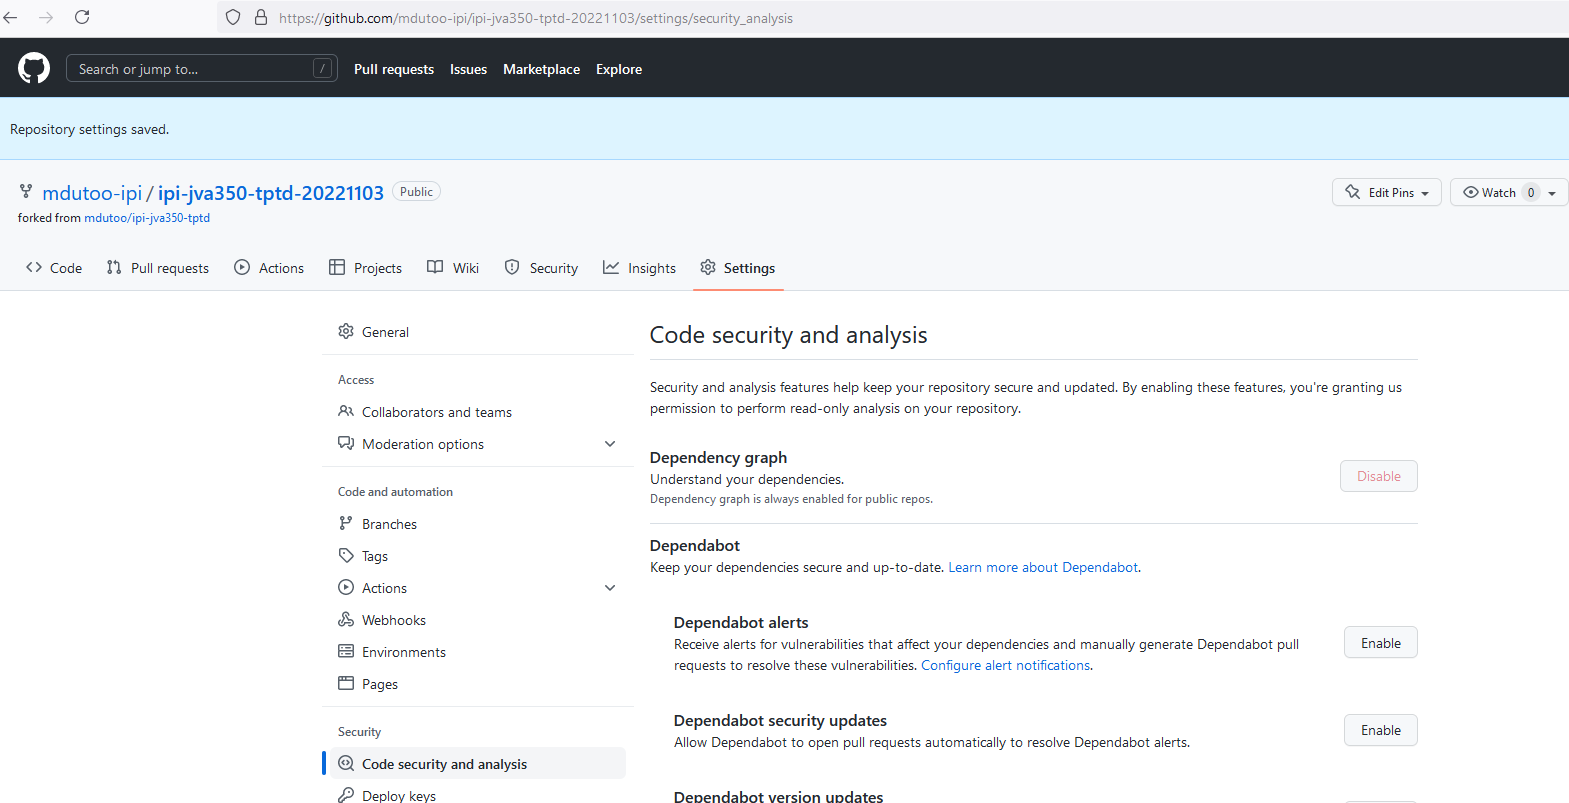 https://github.com/mdutoo-ipi/ipi-jva350-tptd-20221103/settings/security_analysis
Search or jump to... /
Pull requests Issues Marketplace Explore
Repository settings saved.
mdutoo-ipi / ipi-jva350-tptd-20221103 Public
Edit Pins Watch 0
forked from mdutoo/ipi-jva350-tptd
Code Pull requests Actions Projects Wiki Security Insights Settings
General
Access
Collaborators and teams
Moderation options
Code and automation
Branches
Tags
Actions
Webhooks
Environments
Pages
Security
Code security and analysis
Deploy keys
Code security and analysis
Security and analysis features help keep your repository secure and updated. By enabling these features, you're granting us
permission to perform read-only analysis on your repository.
Dependency graph
Understand your dependencies.
Dependency graph is always enabled for public repos.
Disable
Dependabot
Keep your dependencies secure and up-to-date. Learn more about Dependabot.
Dependabot alerts
Receive alerts for vulnerabilities that affect your dependencies and manually generate Dependabot pull
requests to resolve these vulnerabilities. Configure alert notifications.
Enable
Dependabot security updates
Allow Dependabot to open pull requests automatically to resolve Dependabot alerts.
Enable
Dependabot version updates